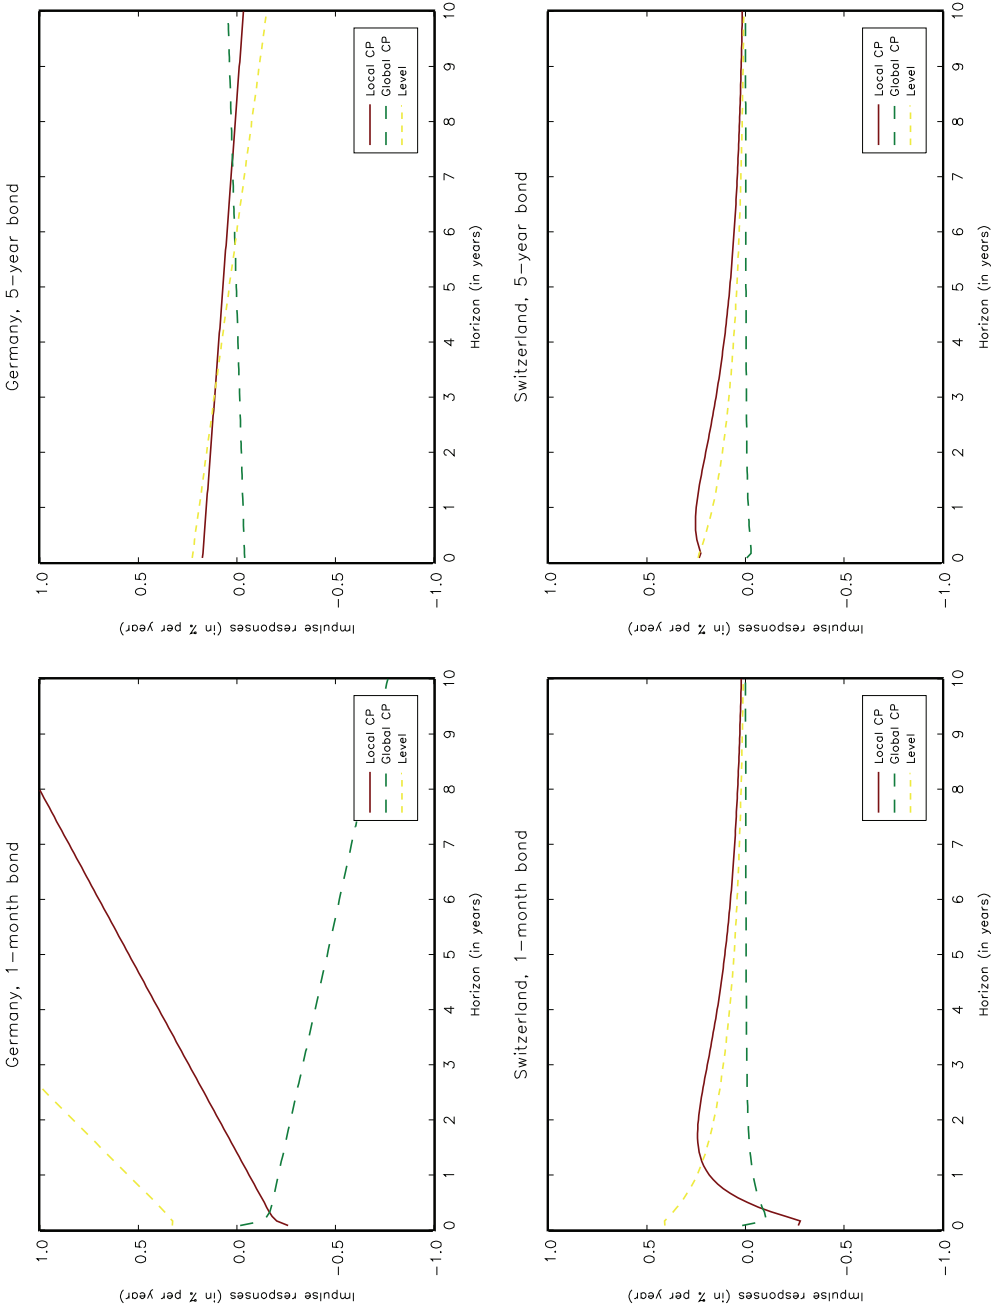 Germany, 1-month bond
Impulse responses (in % per year)
1.0
0.5
0.0
-0.5
-1.0
Local CP
Global CP
Level
0 1 2 3 4 5 6 7 8 9 10
Horizon (in years)
Germany, 5-year bond
Impulse responses (in % per year)
1.0
0.5
0.0
-0.5
-1.0
Local CP
Global CP
Level
0 1 2 3 4 5 6 7 8 9 10
Horizon (in years)
Switzerland, 1-month bond
Impulse responses (in % per year)
1.0
0.5
0.0
-0.5
-1.0
Local CP
Global CP
Level
0 1 2 3 4 5 6 7 8 9 10
Horizon (in years)
Switzerland, 5-year bond
Impulse responses (in % per year)
1.0
0.5
0.0
-0.5
-1.0
Local CP
Global CP
Level
0 1 2 3 4 5 6 7 8 9 10
Horizon (in years)